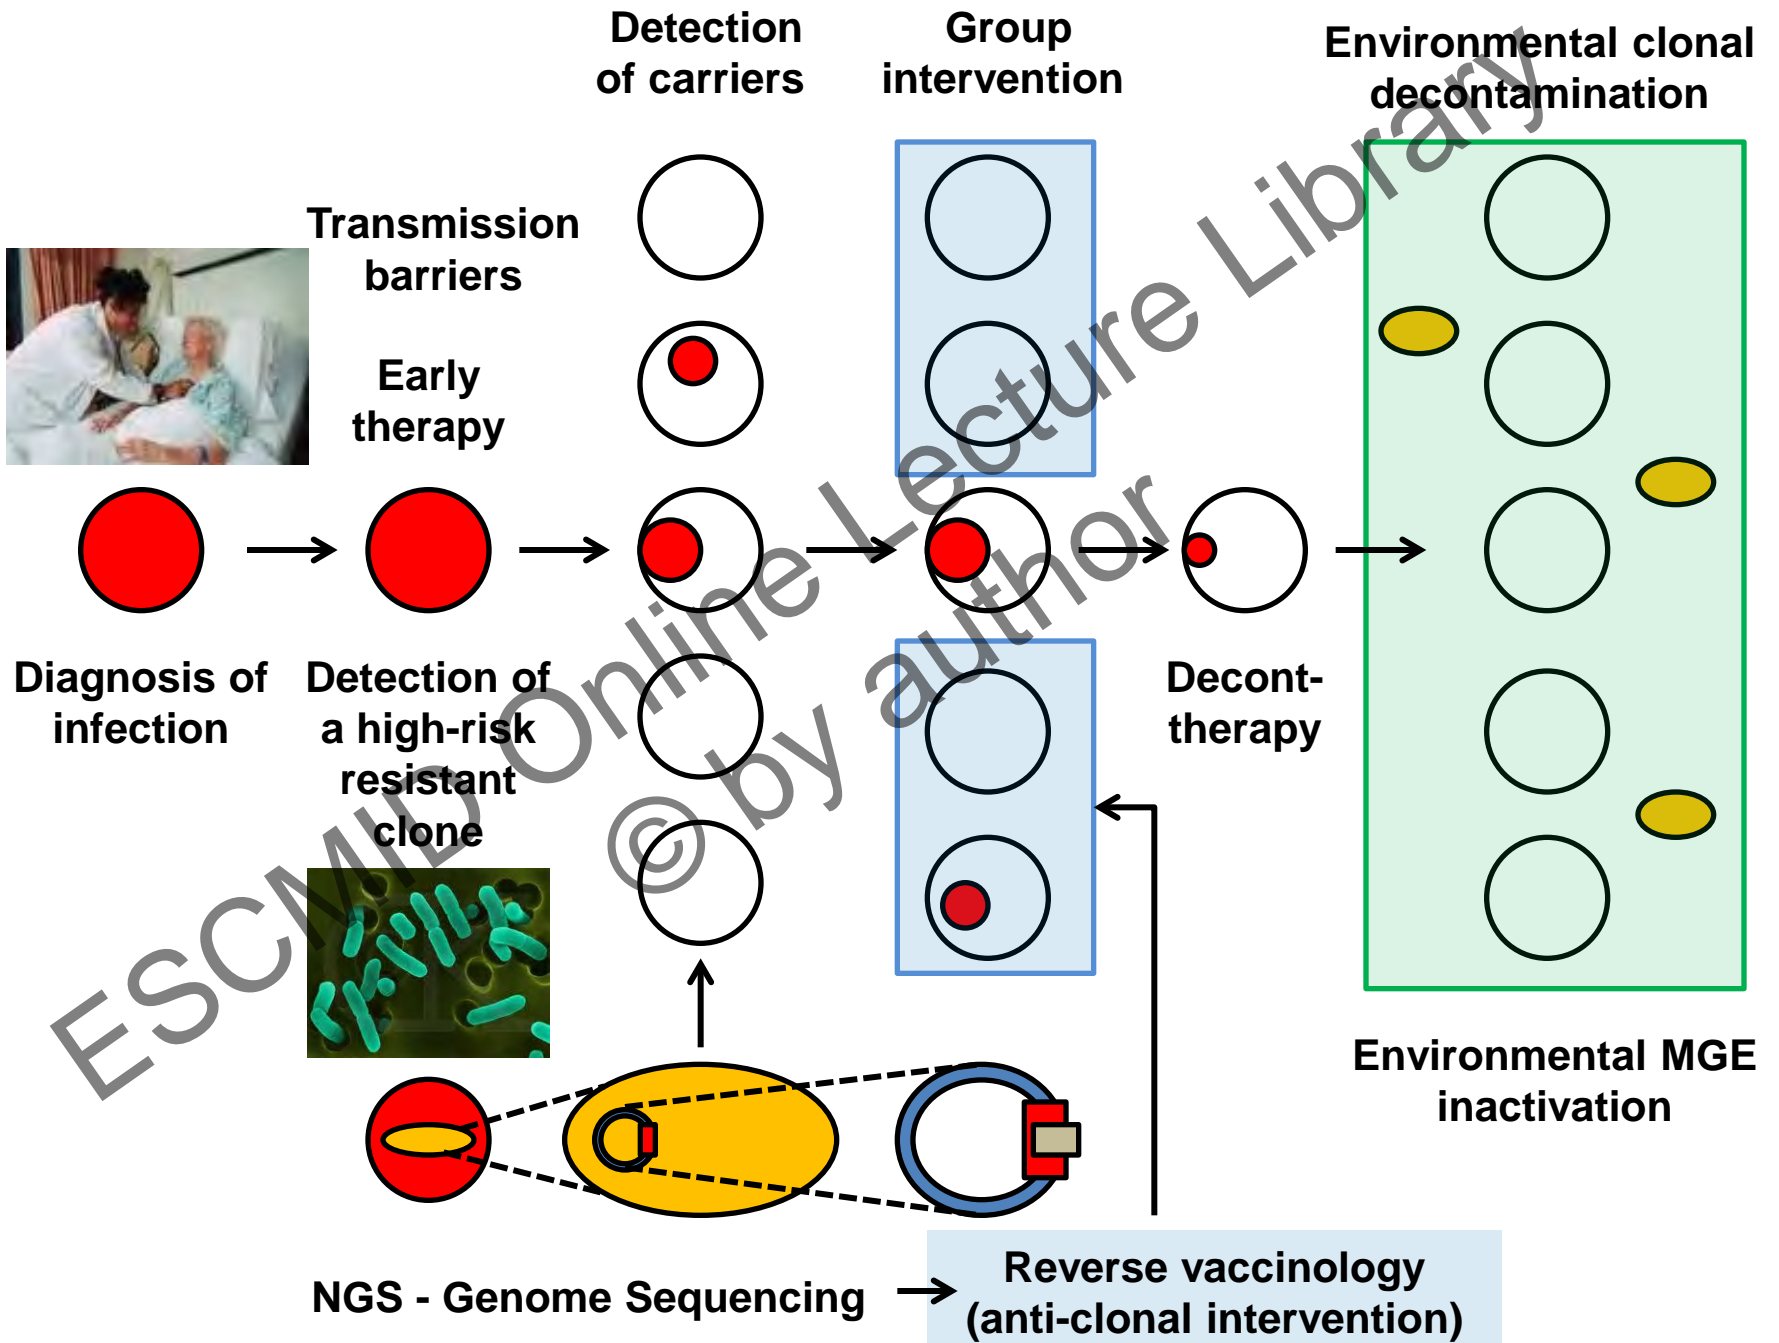 Detection
of carriers
Group
intervention
Environmental clonal
decontamination
Transmission
barriers
Early
therapy
Diagnosis of
infection
Detection of
a high-risk
resistant
clone
Decont-
therapy
Environmental MGE
inactivation
NGS - Genome Sequencing
Reverse vaccinology
(anti-clonal intervention)
ESCMID Online Lecture Library
© by author